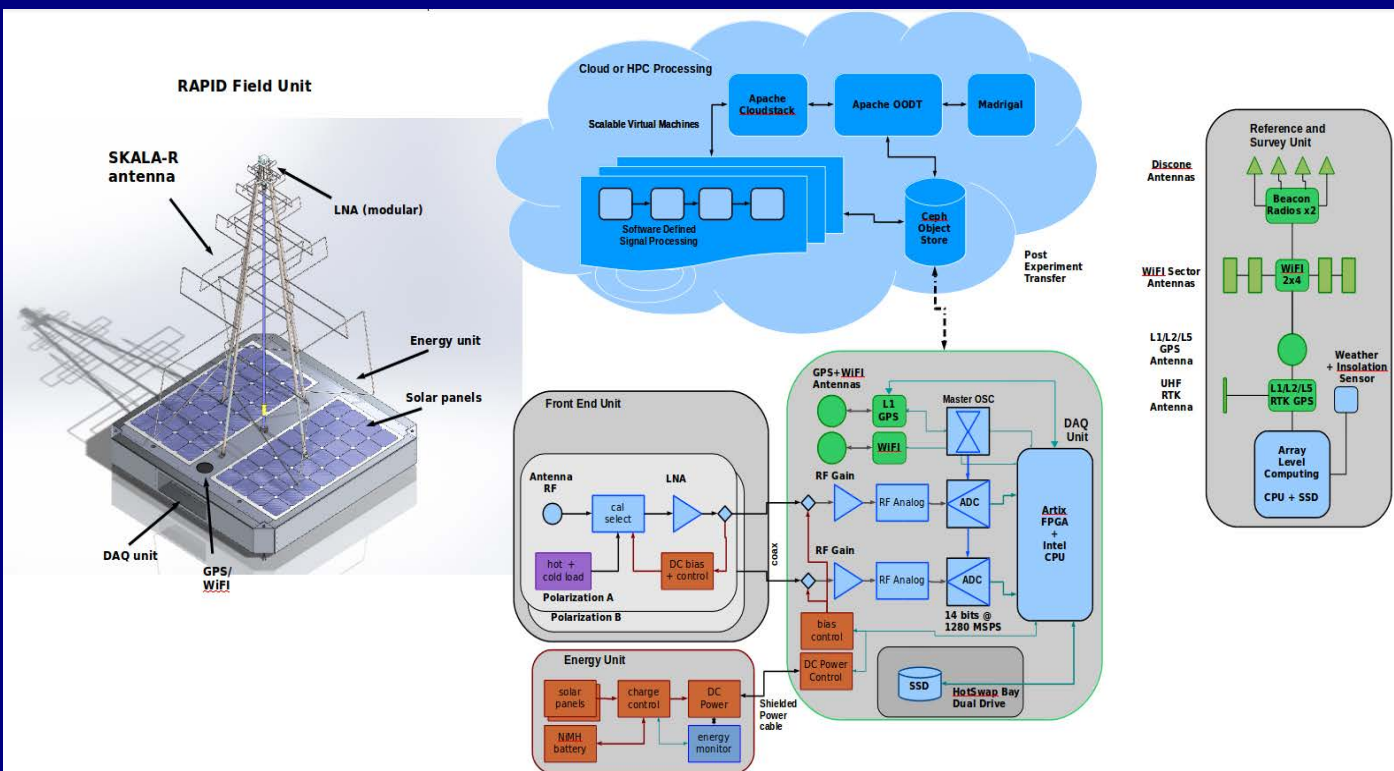 RAPID Field Unit
SKALA-R
antenna
LNA (modular)
Energy unit
Solar panels
DAQ unit
GPS/
WiFI
Cloud or HPC Processing
Apache
Cloudstack
Apache OODT
Madrigal
Scalable Virtual Machines
Software Defined
Signal Processing
Ceph
Object
Store
Post
Experiment
Transfer
Front End Unit
Antenna
RF
cal
select
LNA
hot +
cold load
DC bias
+ control
Polarization A
Polarization B
coax
Energy Unit
solar
panels
charge
control
DC
Power
NiMH
battery
energy
monitor
Shielded
Power
cable
GPS+WiFI
Antennas
L1
GPS
WiFI
Master OSC
DAQ
Unit
RF Gain
RF Analog
ADC
RF Gain
RF Analog
ADC
14 bits @
1280 MSPS
Artix
FPGA
+
Intel
CPU
bias
control
DC Power
Control
SSD
HotSwap Bay
Dual Drive
Reference and
Survey Unit
Discone
Antennas
Beacon
Radios x2
WiFI Sector
Antennas
WiFI
2x4
L1/L2/L5
GPS
Antenna
Weather
+ Insolation
Sensor
UHF
RTK
Antenna
L1/L2/L5
RTK GPS
Array
Level
Computing
CPU + SSD